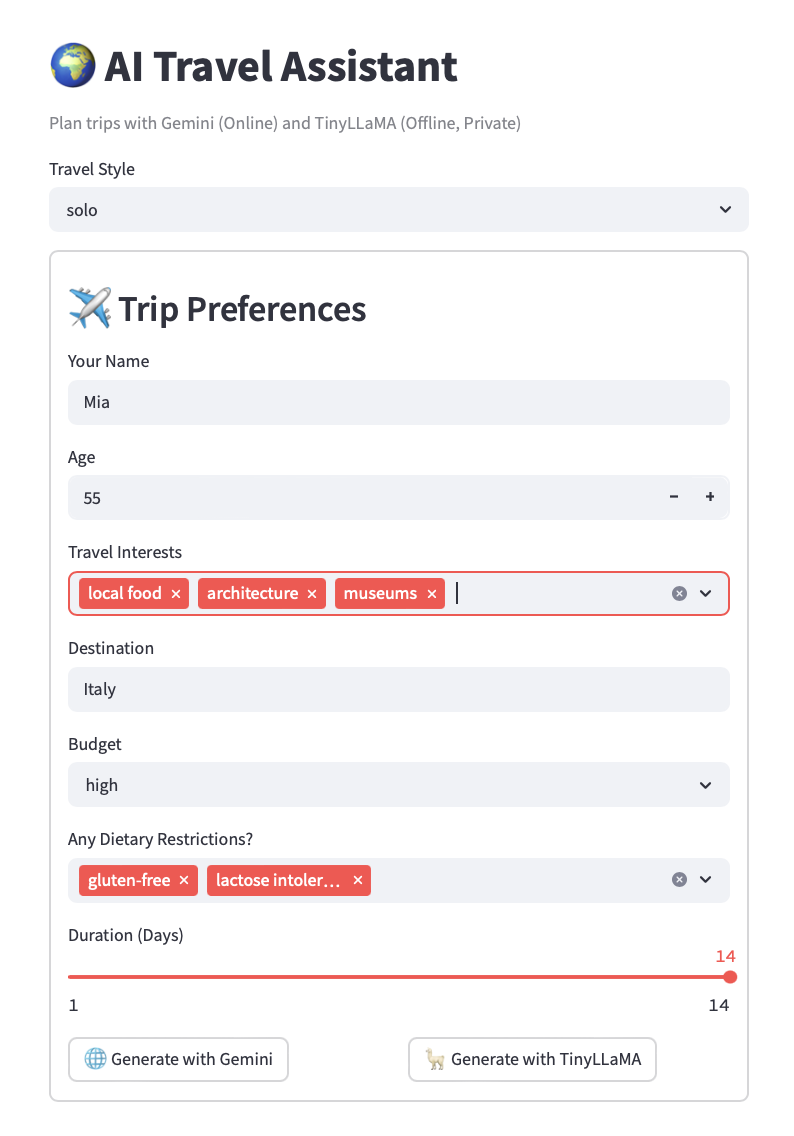 AI Travel Assistant
Plan trips with Gemini (Online) and TinyLLaMA (Offline, Private)
Travel Style
solo
Trip Preferences
Your Name
Mia
Age
55 − +
Travel Interests
local food × architecture × museums ×
Destination
Italy
Budget
high
Any Dietary Restrictions?
gluten-free × lactose intoler… ×
Duration (Days)
14
1 14
Generate with Gemini Generate with TinyLLaMA